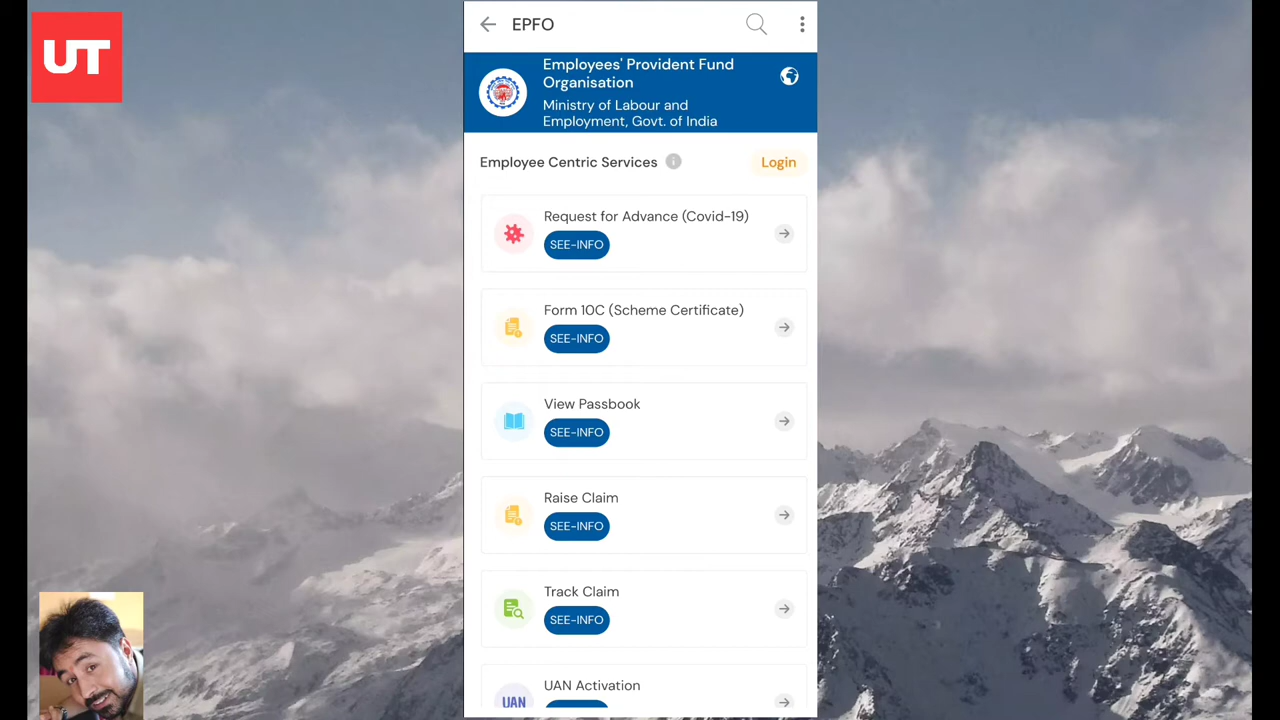 UT
EPFO
Employees' Provident Fund
Organisation
Ministry of Labour and
Employment, Govt. of India
Employee Centric Services
Login
Request for Advance (Covid-19)
SEE-INFO
Form 10C (Scheme Certificate)
SEE-INFO
View Passbook
SEE-INFO
Raise Claim
SEE-INFO
Track Claim
SEE-INFO
UAN Activation
UAN